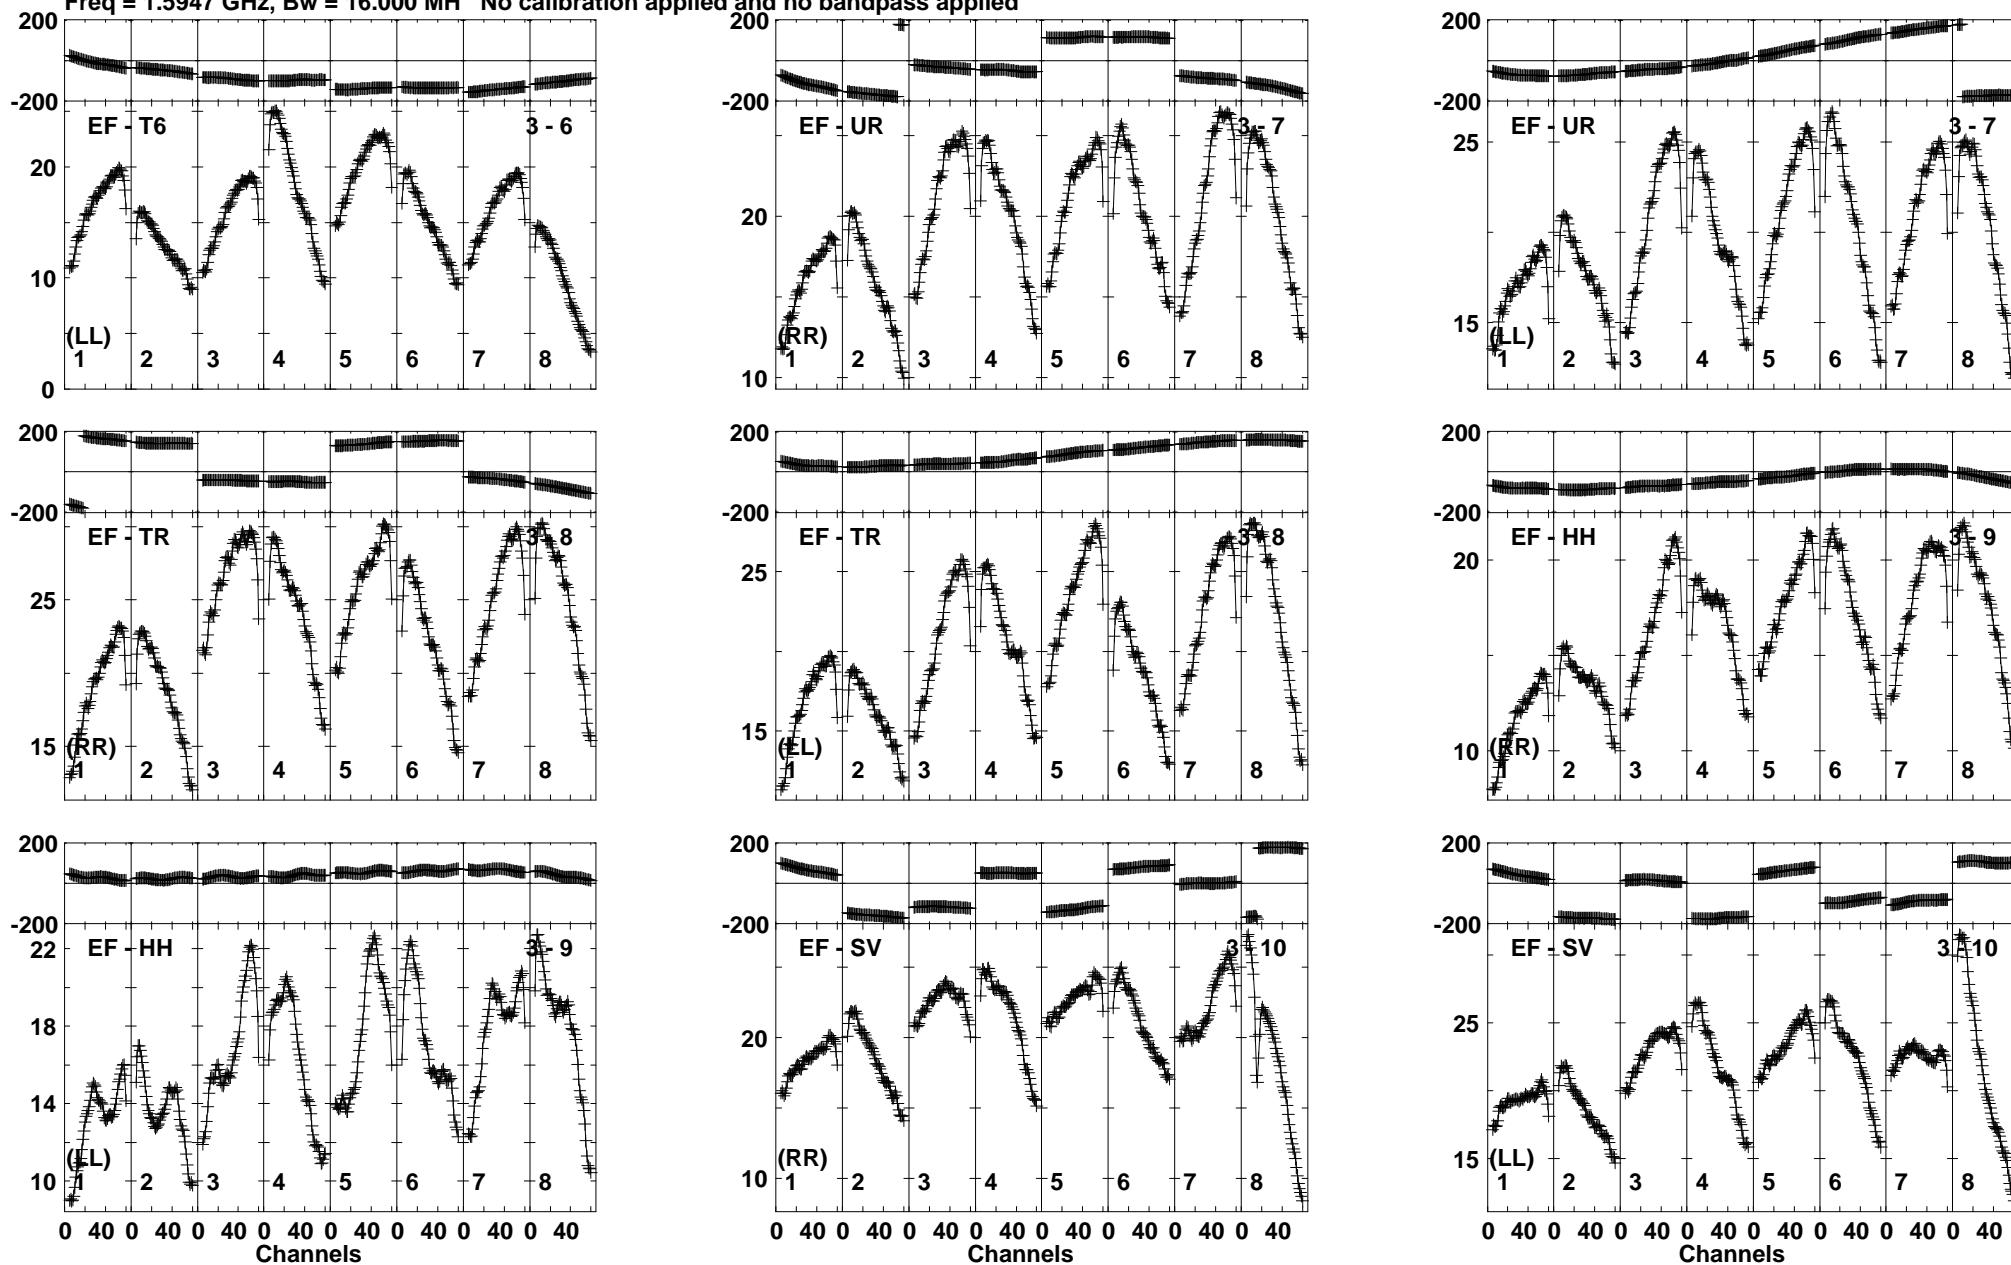 Freq = 1.5947 GHz, Bw = 16.000 MH No calibration applied and no bandpass applied
200
-200
EF - T6 3 - 6
20
10
0
(LL)
1 2 3 4 5 6 7 8
200
-200
EF - UR 3 - 7
20
10
(RR)
1 2 3 4 5 6 7 8
200
-200
EF - UR 3 - 7
25
15
(LL)
1 2 3 4 5 6 7 8
200
-200
EF - TR 3 - 8
25
15
(RR)
1 2 3 4 5 6 7 8
200
-200
EF - TR 3 - 8
25
15
(LL)
1 2 3 4 5 6 7 8
200
-200
EF - HH 3 - 9
20
10
(RR)
1 2 3 4 5 6 7 8
200
-200
EF - HH 3 - 9
22
18
14
10
(LL)
1 2 3 4 5 6 7 8
0 40 0 40 0 40 0 40 0 40 0 40 0 40 0 40
Channels
200
-200
EF - SV 3 - 10
20
10
(RR)
1 2 3 4 5 6 7 8
0 40 0 40 0 40 0 40 0 40 0 40 0 40 0 40
Channels
200
-200
EF - SV 3 - 10
25
15
(LL)
1 2 3 4 5 6 7 8
0 40 0 40 0 40 0 40 0 40 0 40 0 40 0 40
Channels